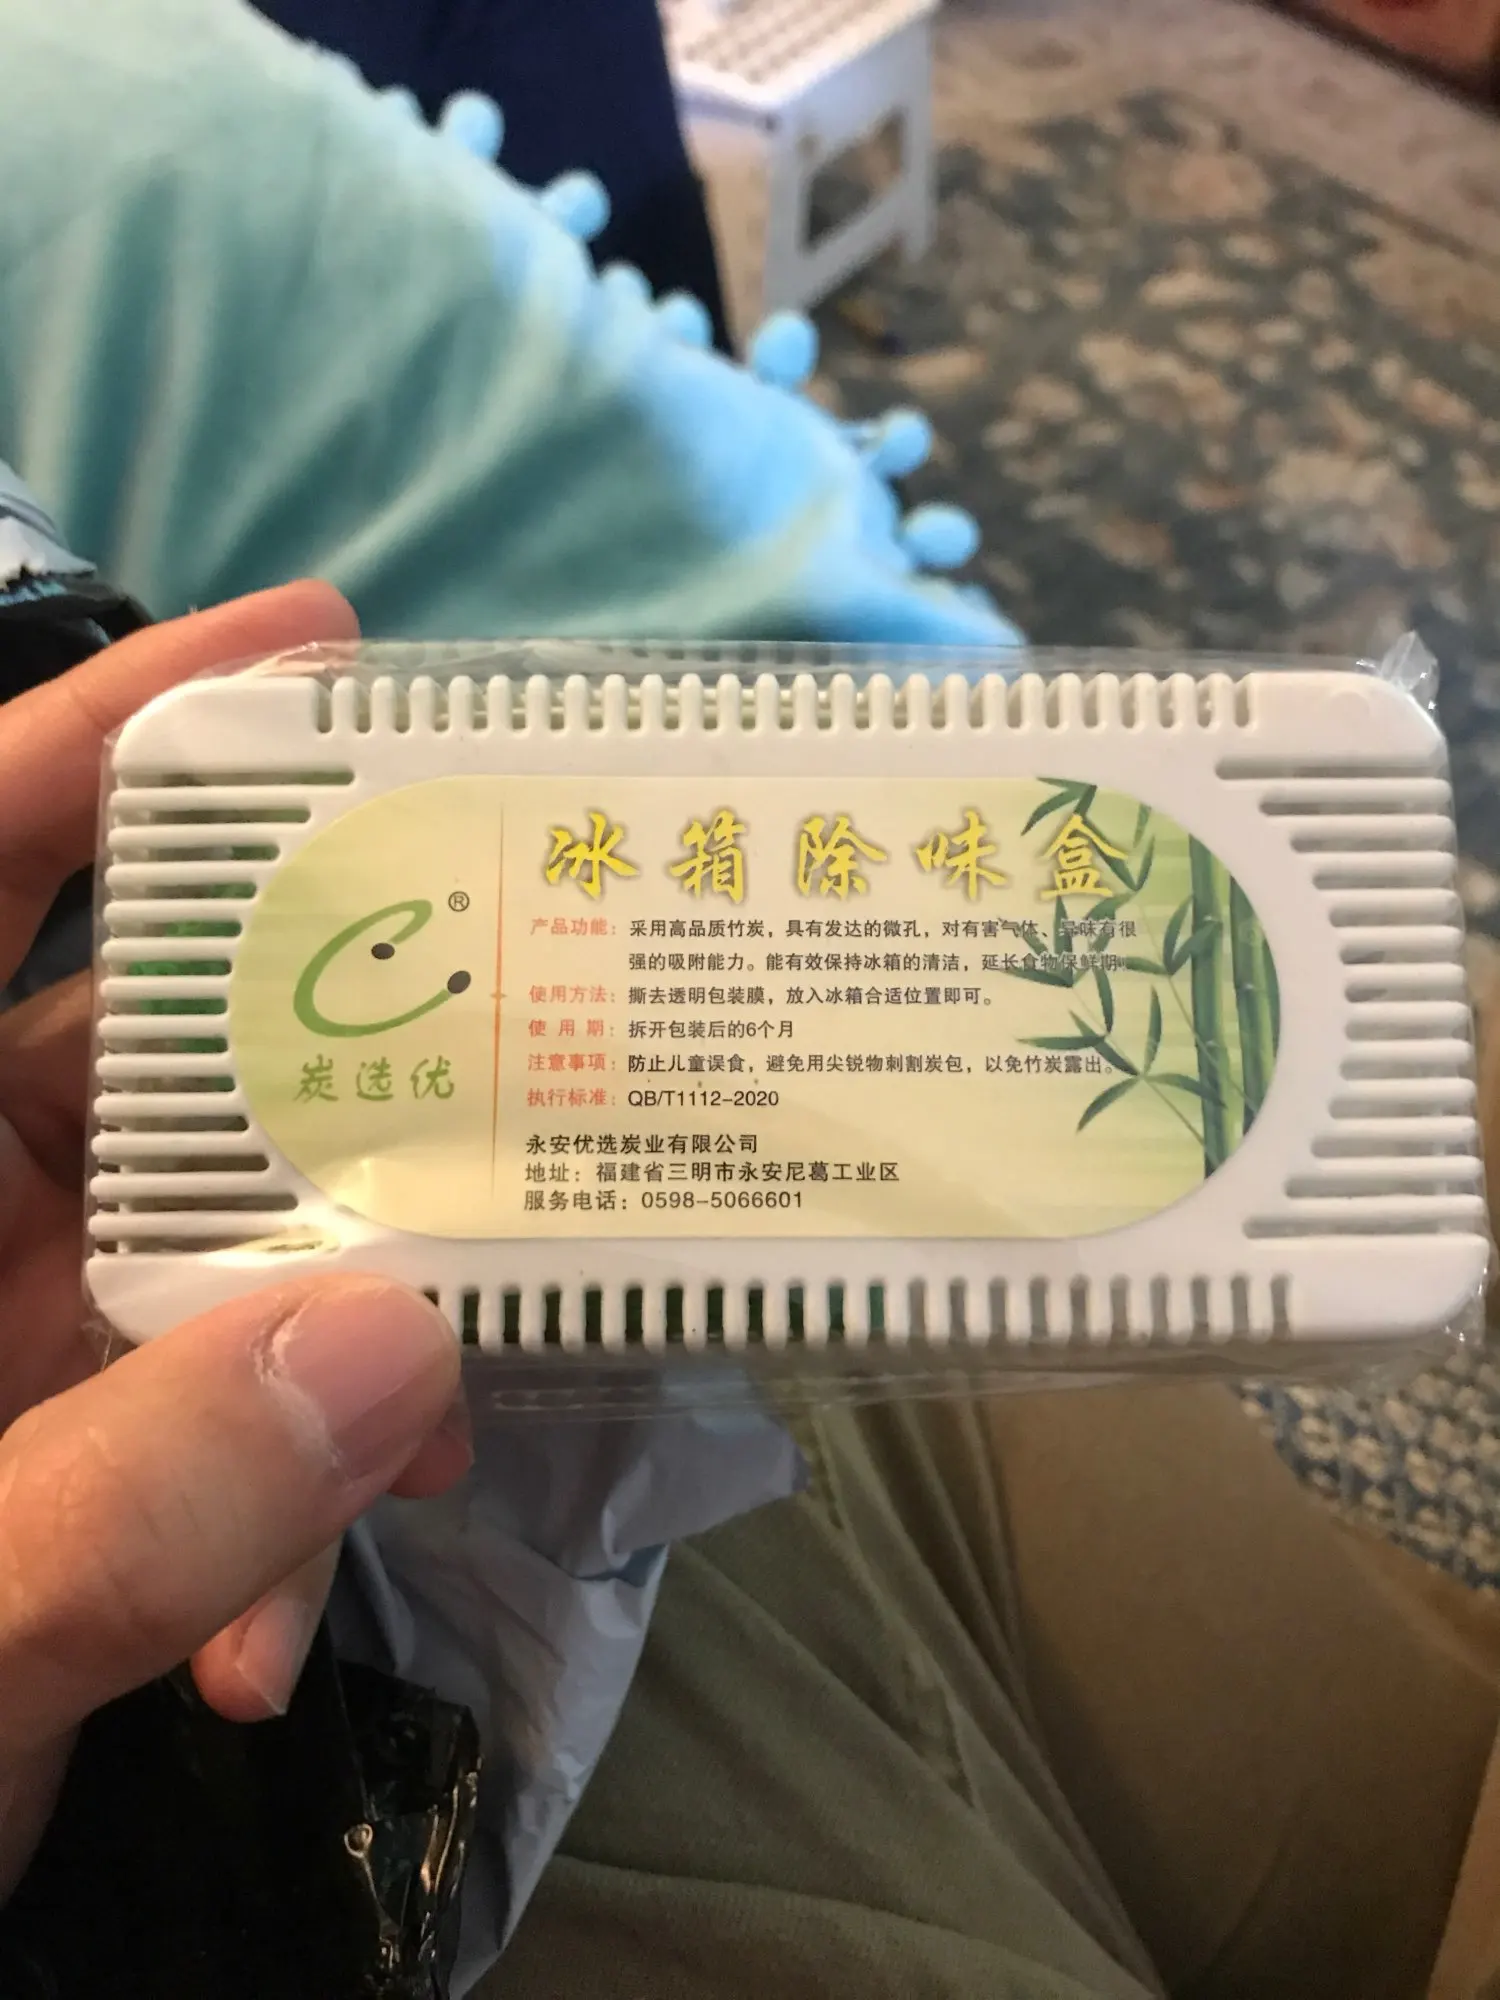 冰箱除味盒
®
炭选优
产品功能：采用高品质竹炭，具有发达的微孔，对有害气体、异味有很
强的吸附能力。能有效保持冰箱的清洁，延长食物保鲜期。
使用方法：撕去透明包装膜，放入冰箱合适位置即可。
使用期：拆开包装后的6个月
注意事项：防止儿童误食，避免用尖锐物刺割炭包，以免竹炭露出。
执行标准：QB/T1112-2020
永安优选炭业有限公司
地址：福建省三明市永安尼葛工业区
服务电话：0598-5066601